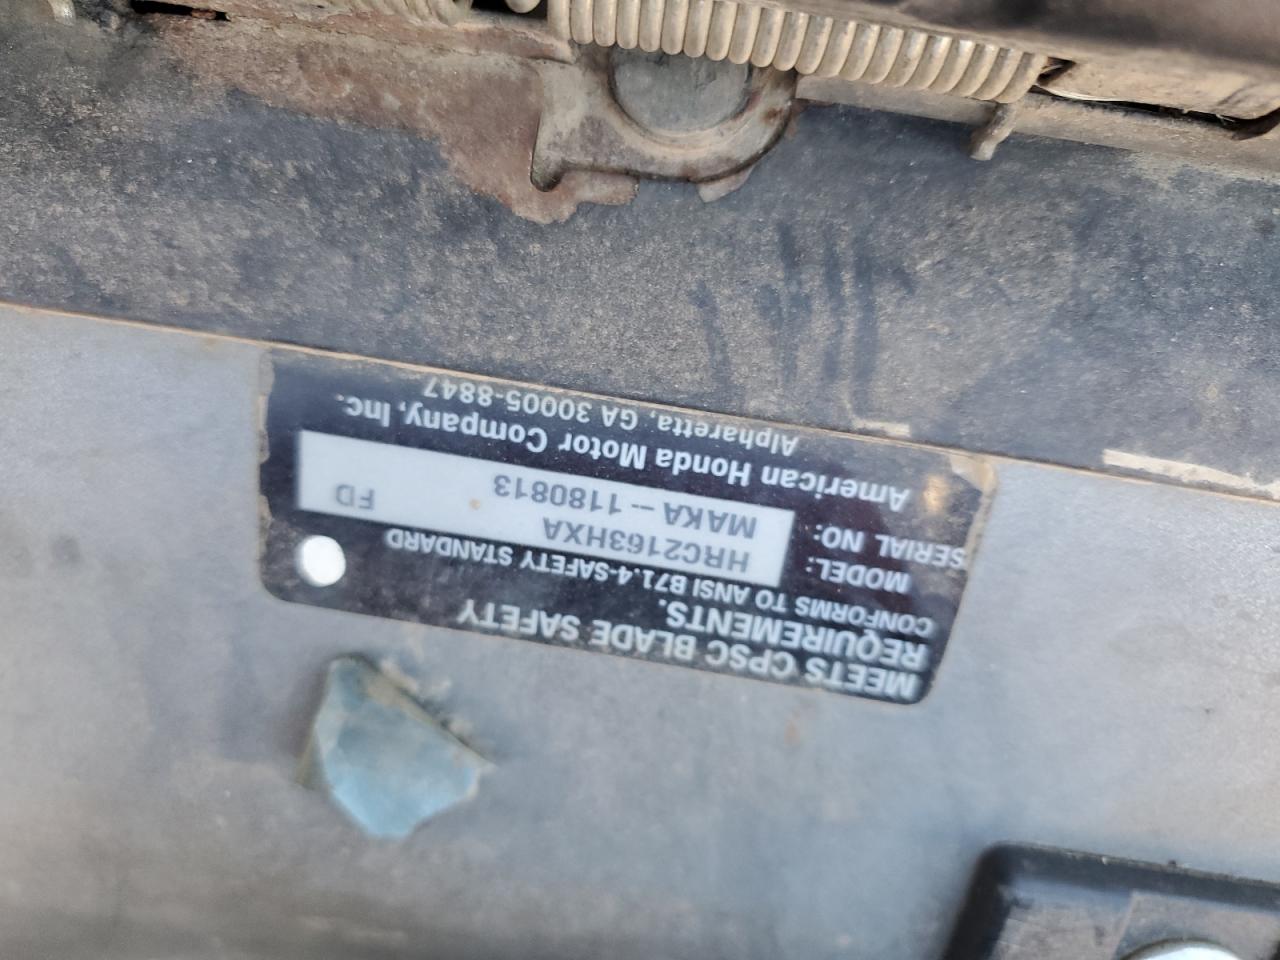 MEETS CPSC BLADE SAFETY
REQUIREMENTS.
CONFORMS TO ANSI B71.4-SAFETY STANDARD
MODEL: HRC2163HXA
SERIAL NO: MAKA -- 1180813 FD
American Honda Motor Company, Inc.
Alpharetta, GA 30005-8847